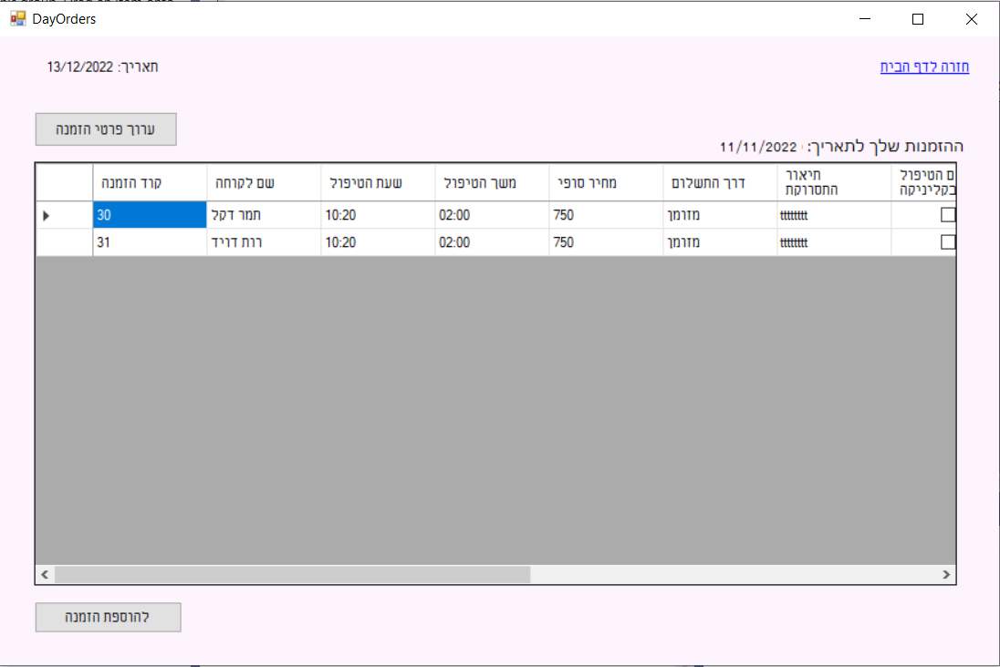 DayOrders
חזרה לדף הבית
תאריך: 13/12/2022
ערוך פרטי הזמנה
ההזמנות שלך לתאריך: 11/11/2022
קוד הזמנה שם לקוחה שעת הטיפול משך הטיפול מחיר סופי דרך התשלום תיאור התסרוקת ם הטיפול בקליניקה
30 תמר דקל 10:20 02:00 750 מזומן tttttttt
31 רות דויד 10:20 02:00 750 מזומן tttttttt
להוספת הזמנה